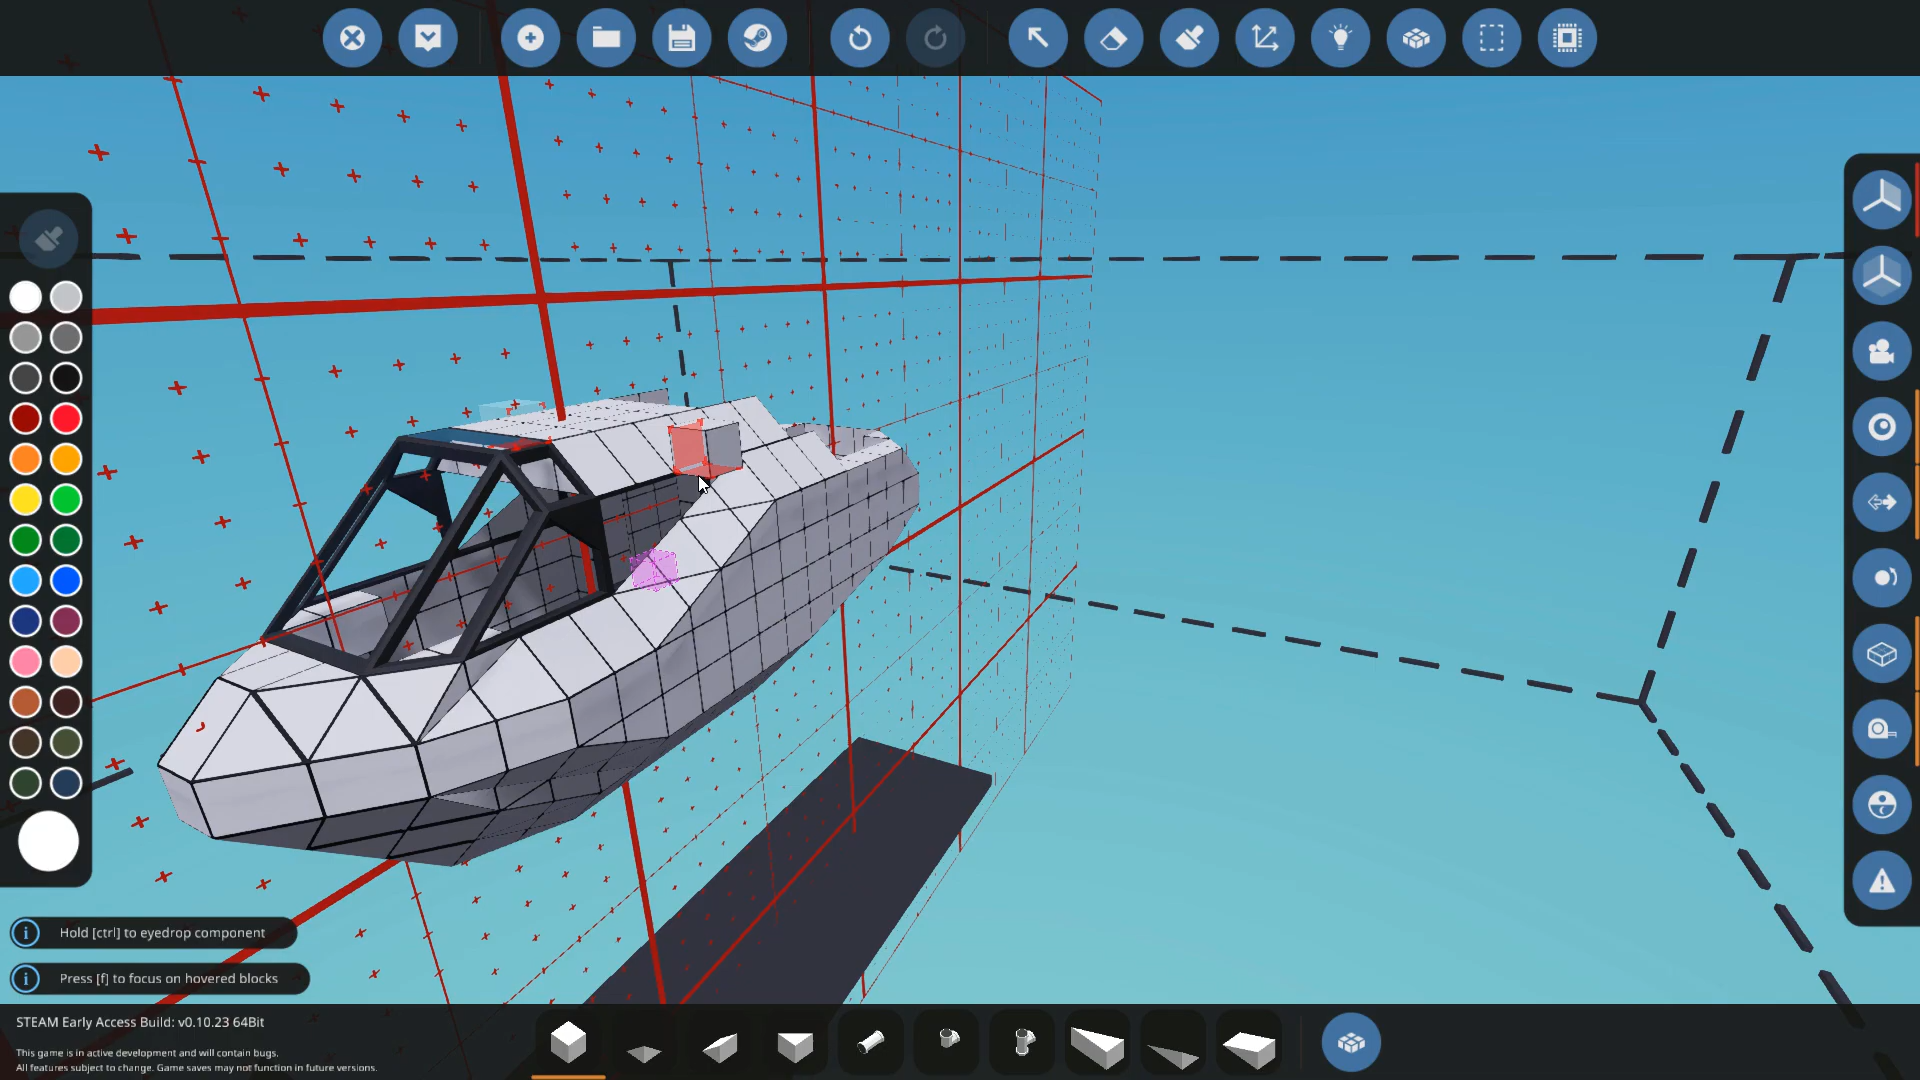 Hold [ctrl] to eyedrop component
Press [f] to focus on hovered blocks
STEAM Early Access Build: v0.10.23 64Bit
This game is in active development and will contain bugs.
All features subject to change. Game saves may not function in future versions.